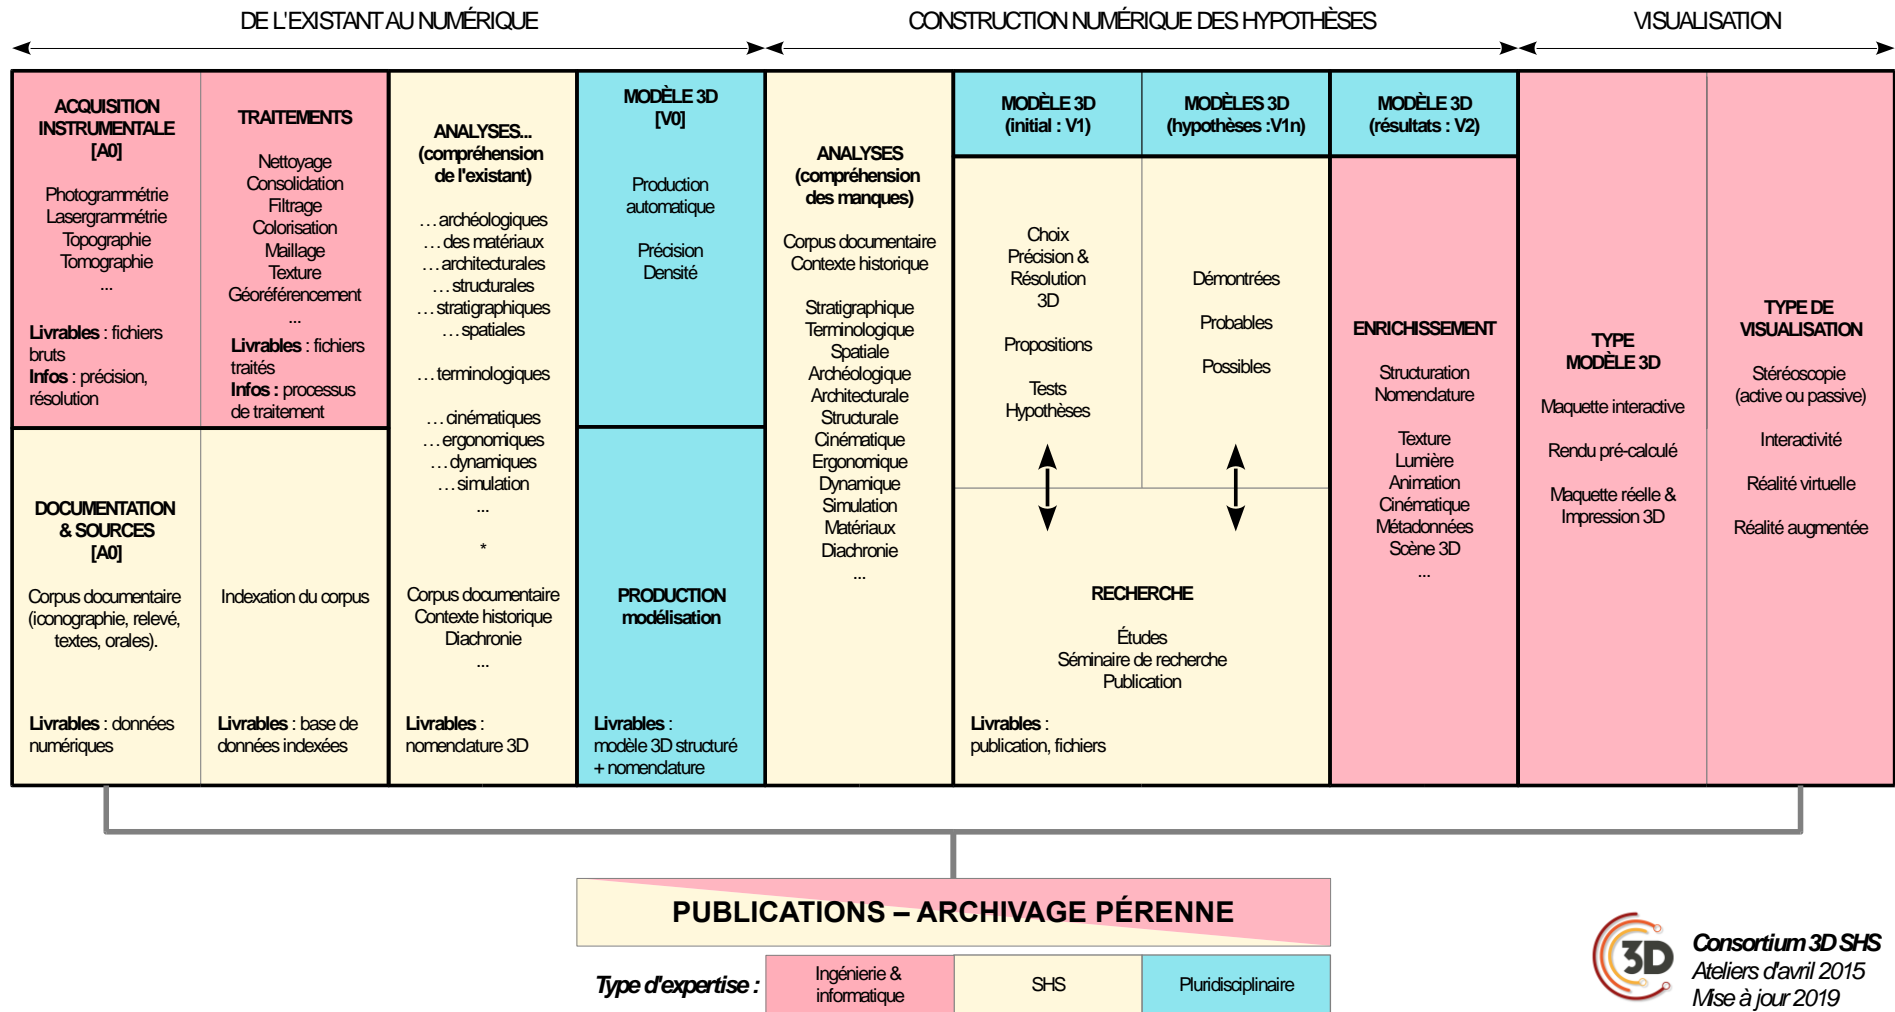 DE L'EXISTANT AU NUMÉRIQUE
CONSTRUCTION NUMÉRIQUE DES HYPOTHÈSES
VISUALISATION
ACQUISITION
INSTRUMENTALE
[A0]
Photogrammétrie
Lasergrammétrie
Topographie
Tomographie
...
Livrables : fichiers
bruts
Infos : précision,
résolution
DOCUMENTATION
& SOURCES
[A0]
Corpus documentaire
(iconographie, relevé,
textes, orales).
Livrables : données
numériques
TRAITEMENTS
Nettoyage
Consolidation
Filtrage
Colorisation
Maillage
Texture
Géoréférencement
...
Livrables : fichiers
traités
Infos : processus
de traitement
Indexation du corpus
Livrables : base de
données indexées
ANALYSES...
(compréhension
de l'existant)
...archéologiques
...des matériaux
...architecturales
...structurales
...stratigraphiques
...spatiales
...terminologiques
...cinématiques
...ergonomiques
...dynamiques
...simulation
...
*
Corpus documentaire
Contexte historique
Diachronie
...
Livrables :
nomenclature 3D
MODÈLE 3D
[V0]
Production
automatique
Précision
Densité
PRODUCTION
modélisation
Livrables :
modèle 3D structuré
+ nomenclature
ANALYSES
(compréhension
des manques)
Corpus documentaire
Contexte historique
Stratigraphique
Terminologique
Spatiale
Archéologique
Architecturale
Structurale
Cinématique
Ergonomique
Dynamique
Simulation
Matériaux
Diachronie
...
MODÈLE 3D
(initial : V1)
Choix
Précision &
Résolution
3D
Propositions
Tests
Hypothèses
MODÈLES 3D
(hypothèses :V1n)
Démontrées
Probables
Possibles
RECHERCHE
Études
Séminaire de recherche
Publication
Livrables :
publication, fichiers
MODÈLE 3D
(résultats : V2)
ENRICHISSEMENT
Structuration
Nomenclature
Texture
Lumière
Animation
Cinématique
Métadonnées
Scène 3D
...
TYPE
MODÈLE 3D
Maquette interactive
Rendu pré-calculé
Maquette réelle &
Impression 3D
TYPE DE
VISUALISATION
Stéréoscopie
(active ou passive)
Interactivité
Réalité virtuelle
Réalité augmentée
PUBLICATIONS – ARCHIVAGE PÉRENNE
Type d'expertise :
Ingénierie &
informatique
SHS
Pluridisciplinaire
3D
Consortium 3D SHS
Ateliers d'avril 2015
Mise à jour 2019